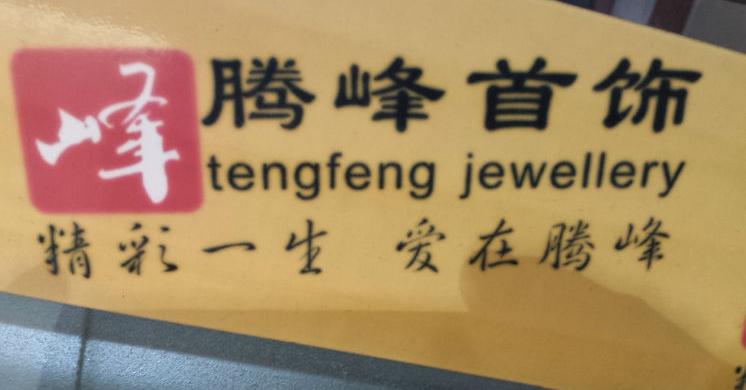 峰
腾峰首饰
tengfeng jewellery
精彩一生 爱在腾峰